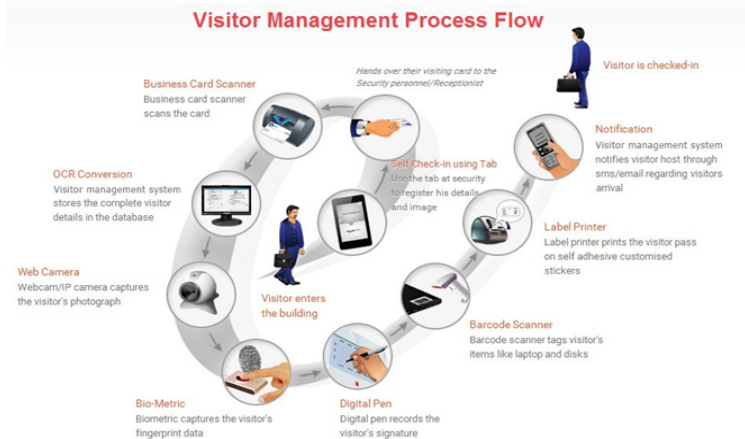 Visitor Management Process Flow
Visitor enters
the building
Self Check-in using Tab
Use the tab at security
to register his details
and image
Hands over their visiting card to the
Security personnel/Receptionist
Business Card Scanner
Business card scanner
scans the card
OCR Conversion
Visitor management system
stores the complete visitor
details in the database
Web Camera
Webcam/IP camera captures
the visitor's photograph
Bio-Metric
Biometric captures the visitor's
fingerprint data
Digital Pen
Digital pen records the
visitor's signature
Barcode Scanner
Barcode scanner tags visitor's
items like laptop and disks
Label Printer
Label printer prints the visitor pass
on self adhesive customised
stickers
Notification
Visitor management system
notifies visitor host through
sms/email regarding visitors
arrival
Visitor is checked-in